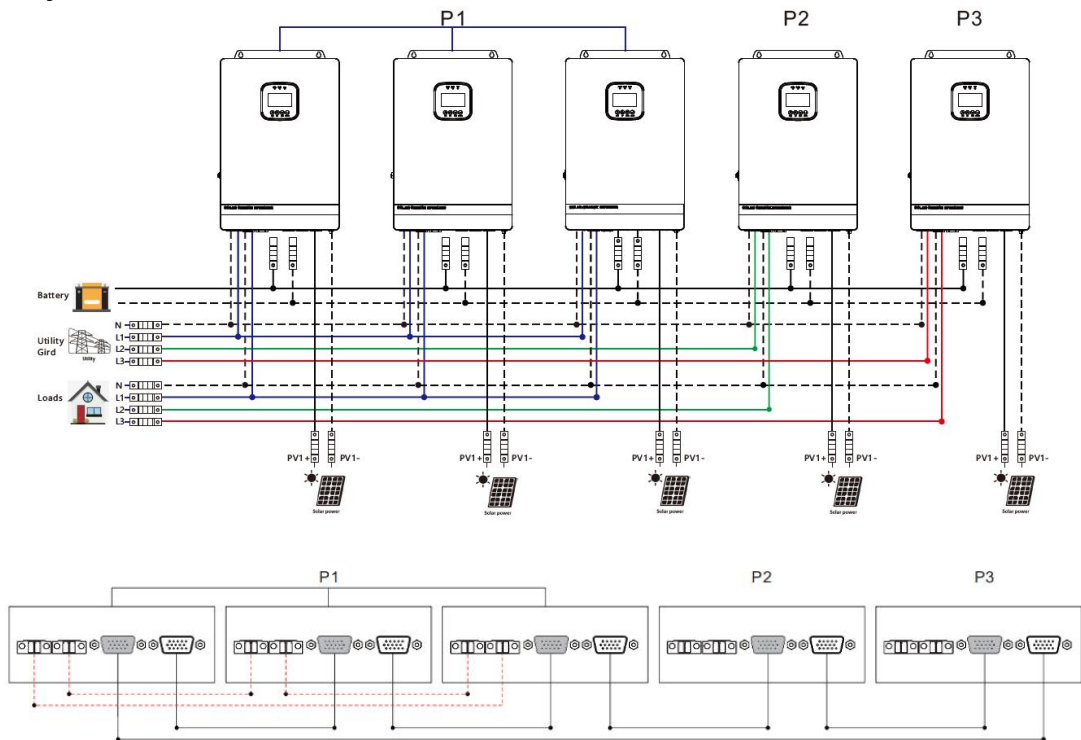 P1 P2 P3
Battery
Utility
Gird
Utility
N
L1
L2
L3
Loads
N
L1
L2
L3
PV1+ PV1- PV1+ PV1- PV1+ PV1- PV1+ PV1- PV1+ PV1-
Solar power Solar power Solar power Solar power Solar power
P1 P2 P3